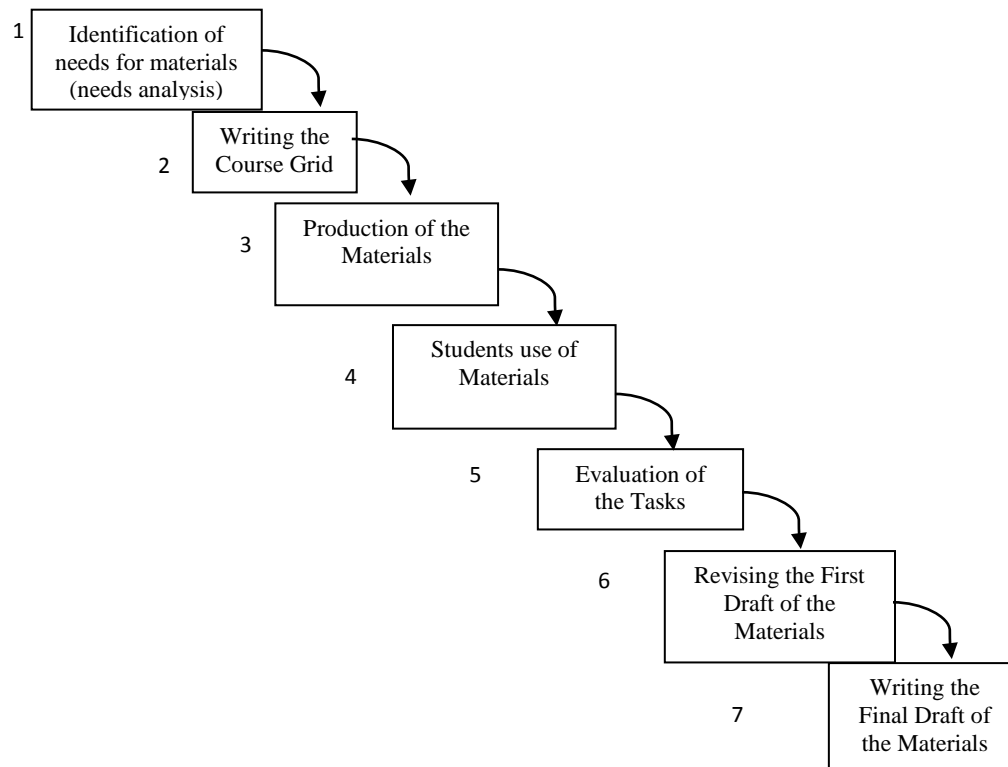 1
Identification of
needs for materials
(needs analysis)
2
Writing the
Course Grid
3
Production of the
Materials
4
Students use of
Materials
5
Evaluation of
the Tasks
6
Revising the First
Draft of the
Materials
7
Writing the
Final Draft of
the Materials